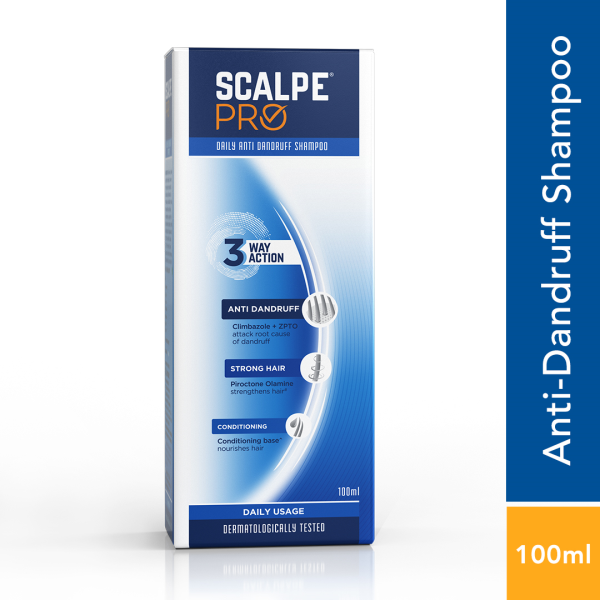 SCALPE®
PRO
DAILY ANTI DANDRUFF SHAMPOO
3 WAY
ACTION
ANTI DANDRUFF
Climbazole + ZPTO
attack root cause
of dandruff
STRONG HAIR
Piroctone Olamine
strengthens hair*
CONDITIONING
Conditioning base^
nourishes hair
100ml
DAILY USAGE
DERMATOLOGICALLY TESTED
Anti-Dandruff Shampoo
100ml